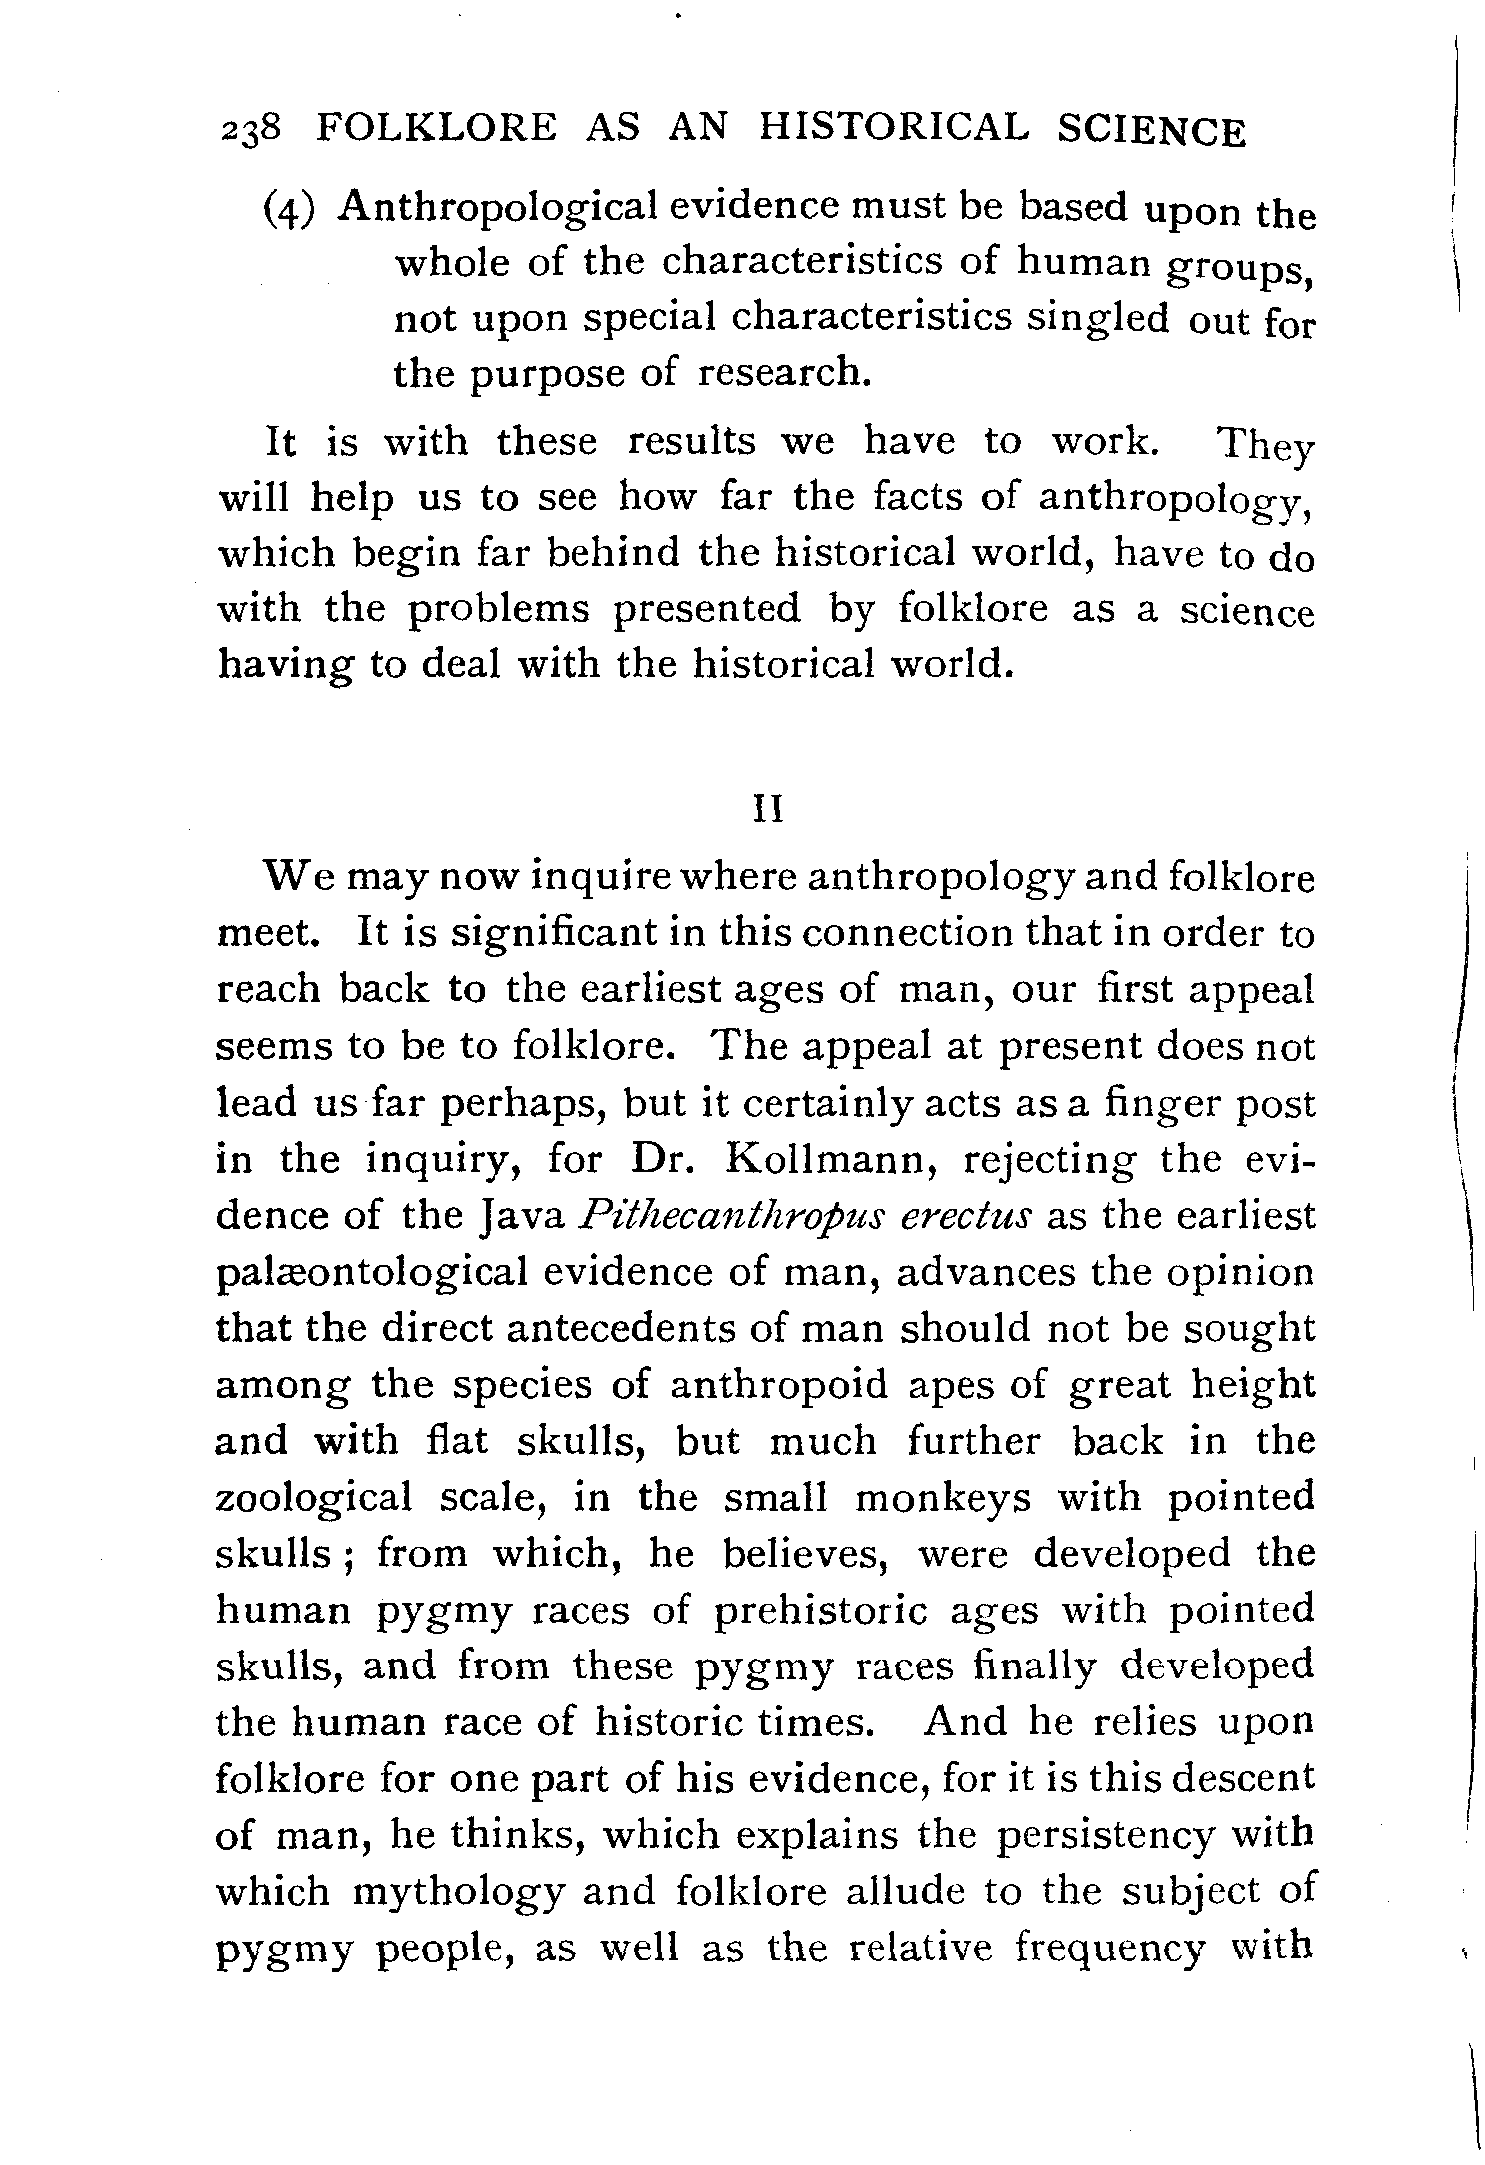 238 FOLKLORE AS AN HISTORICAL SCIENCE
(4) Anthropological evidence must be based upon the
whole of the characteristics of human groups,
not upon special characteristics singled out for
the purpose of research.
It is with these results we have to work. They
will help us to see how far the facts of anthropology,
which begin far behind the historical world, have to do
with the problems presented by folklore as a science
having to deal with the historical world.
II
We may now inquire where anthropology and folklore
meet. It is significant in this connection that in order to
reach back to the earliest ages of man, our first appeal
seems to be to folklore. The appeal at present does not
lead us far perhaps, but it certainly acts as a finger post
in the inquiry, for Dr. Kollmann, rejecting the evi-
dence of the Java Pithecanthropus erectus as the earliest
palæontological evidence of man, advances the opinion
that the direct antecedents of man should not be sought
among the species of anthropoid apes of great height
and with flat skulls, but much further back in the
zoological scale, in the small monkeys with pointed
skulls ; from which, he believes, were developed the
human pygmy races of prehistoric ages with pointed
skulls, and from these pygmy races finally developed
the human race of historic times. And he relies upon
folklore for one part of his evidence, for it is this descent
of man, he thinks, which explains the persistency with
which mythology and folklore allude to the subject of
pygmy people, as well as the relative frequency with